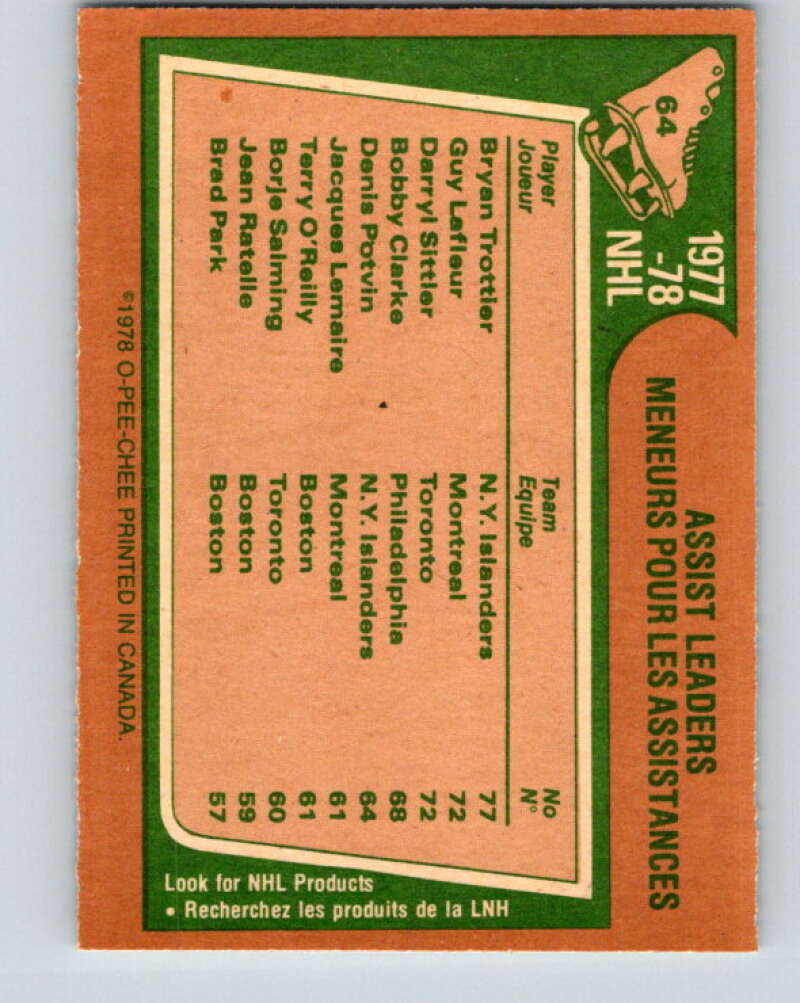 64
1977
-78
NHL
ASSIST LEADERS
MENEURS POUR LES ASSISTANCES
Player Team No
Joueur Equipe N°
Bryan Trottier N.Y. Islanders 77
Guy Lafleur Montreal 72
Darryl Sittler Toronto 72
Bobby Clarke Philadelphia 68
Denis Potvin N.Y. Islanders 64
Jacques Lemaire Montreal 61
Terry O'Reilly Boston 61
Borje Salming Toronto 60
Jean Ratelle Boston 59
Brad Park Boston 57
Look for NHL Products
• Recherchez les produits de la LNH
©1978 O-PEE-CHEE PRINTED IN CANADA.